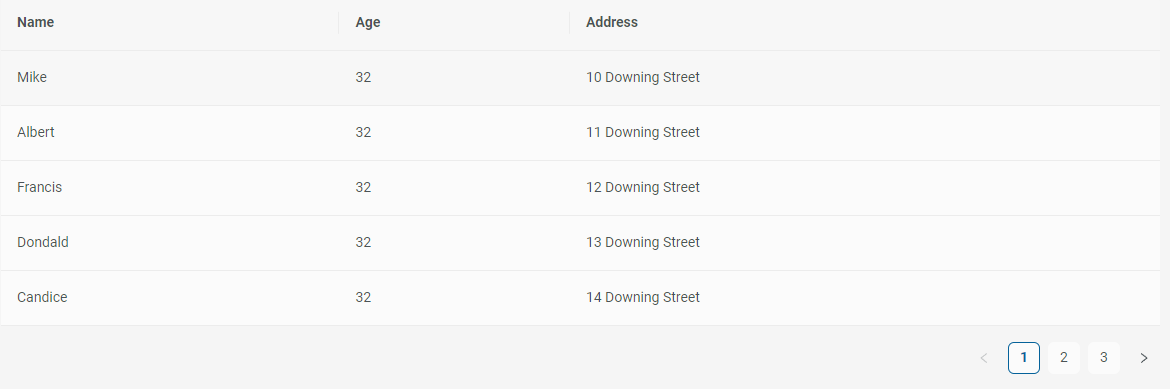 Name Age Address
Mike 32 10 Downing Street
Albert 32 11 Downing Street
Francis 32 12 Downing Street
Dondald 32 13 Downing Street
Candice 32 14 Downing Street
< 1 2 3 >